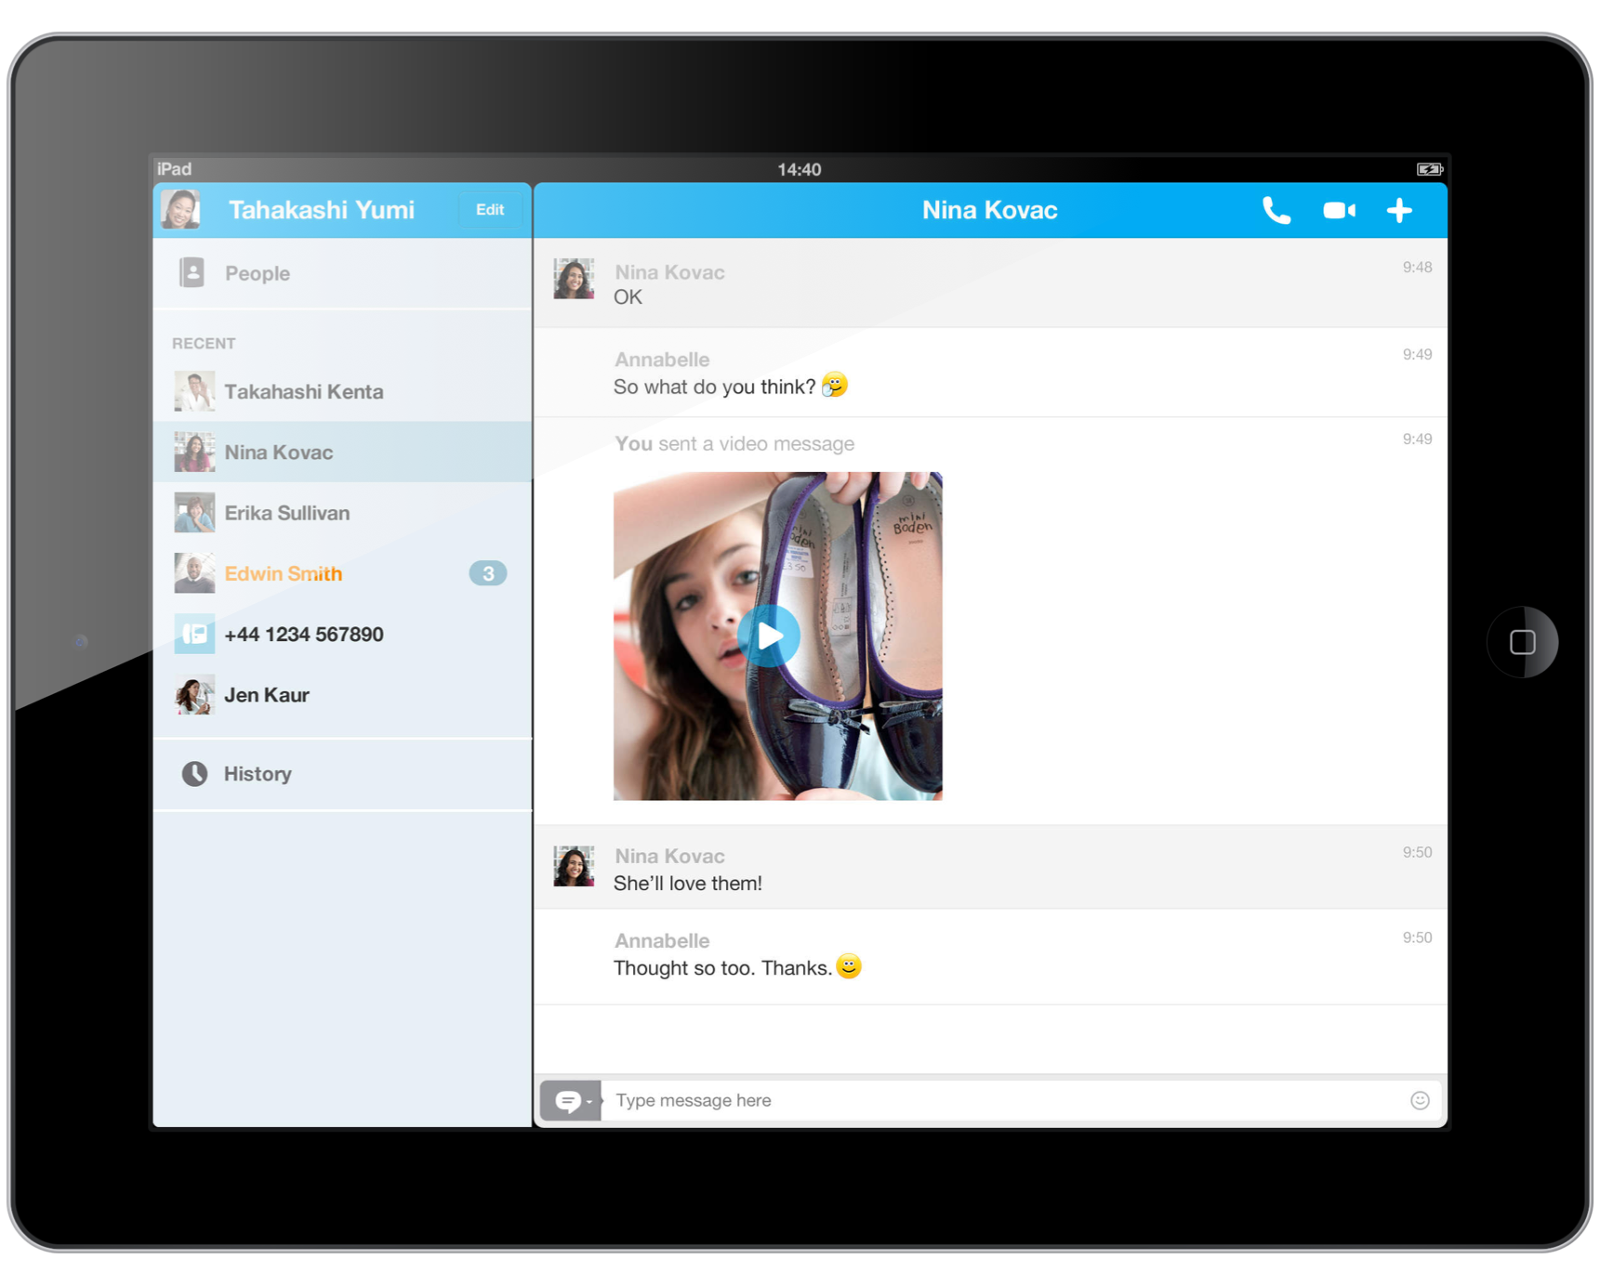 iPad
14:40
Tahakashi Yumi
Edit
People
RECENT
Takahashi Kenta
Nina Kovac
Erika Sullivan
Edwin Smith
3
+44 1234 567890
Jen Kaur
History
Nina Kovac
Nina Kovac
9:48
OK
Annabelle
9:49
So what do you think?
You sent a video message
9:49
mini
Boden
£3.50
Nina Kovac
9:50
She'll love them!
Annabelle
9:50
Thought so too. Thanks.
Type message here